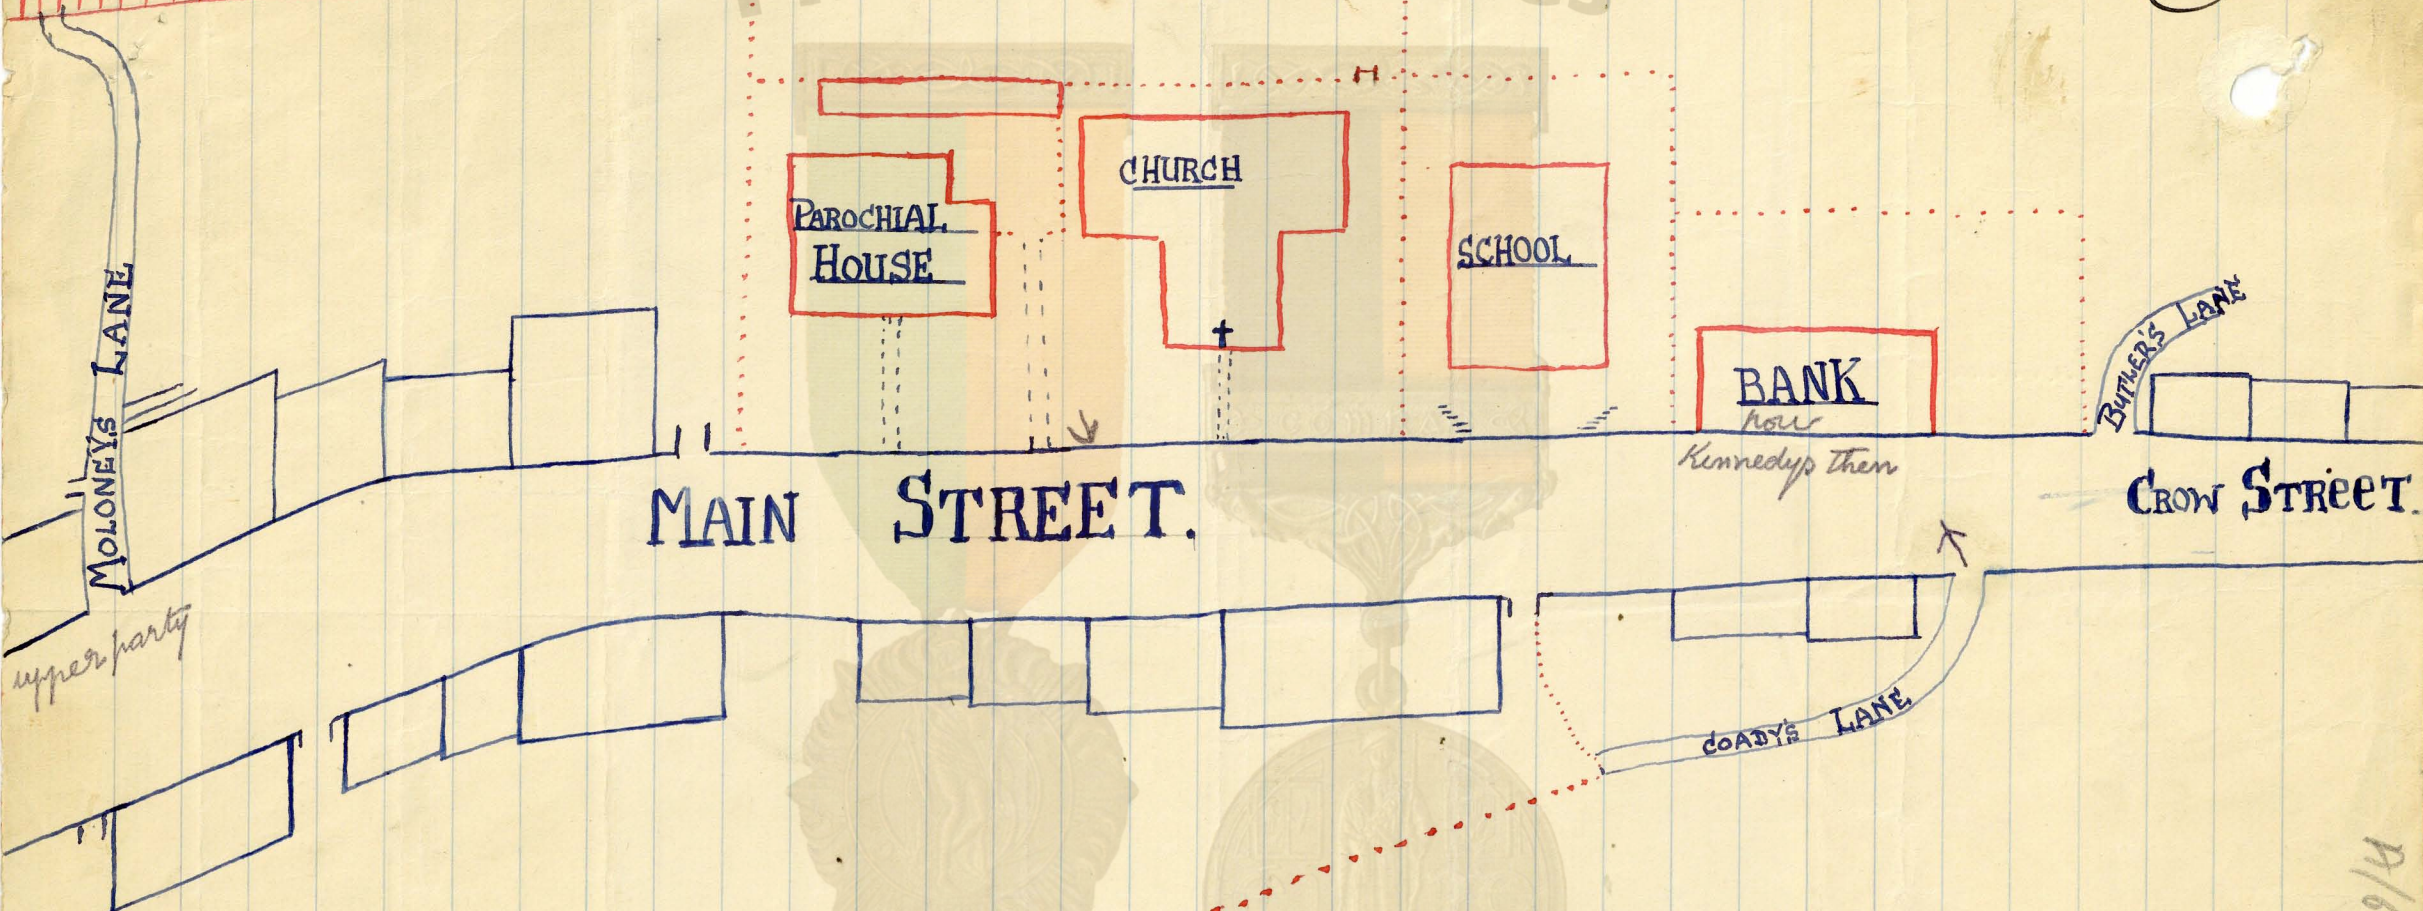 H
CHURCH
PAROCHIAL
HOUSE
SCHOOL
MOLONEYS LANE
BUTLER'S LANE
BANK
now
Kennedys then
MAIN STREET.
CROW STREET.
upper party
COADY'S LANE